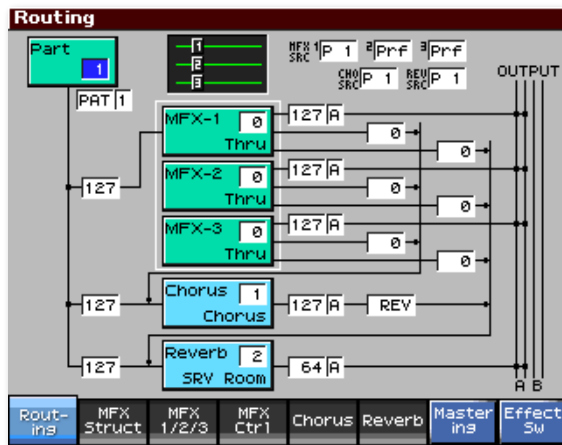 Routing
Part
1
PAT 1
1
2
3
MFX 1 SRC P 1 2 Prf 3 Prf
CHO SRC P 1 REV SRC P 1
OUTPUT
MFX-1 0
Thru
127 A
0
0
127
MFX-2 0
Thru
127 A
0
0
MFX-3 0
Thru
127 A
0
0
127
Chorus 1
Chorus
127 A REV
127
Reverb 2
SRV Room
64 A
A B
Rout-
ing
MFX
Struct
MFX
1/2/3
MFX
Ctrl
Chorus
Reverb
Master
ing
Effect
Sw